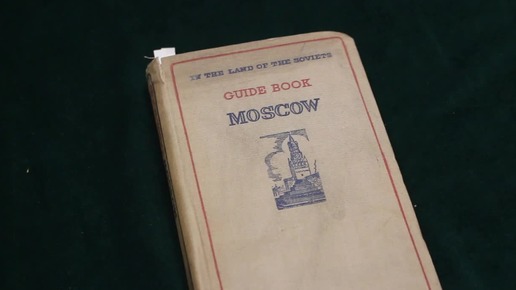 IN THE LAND OF THE SOVIETS
GUIDE BOOK
MOSCOW